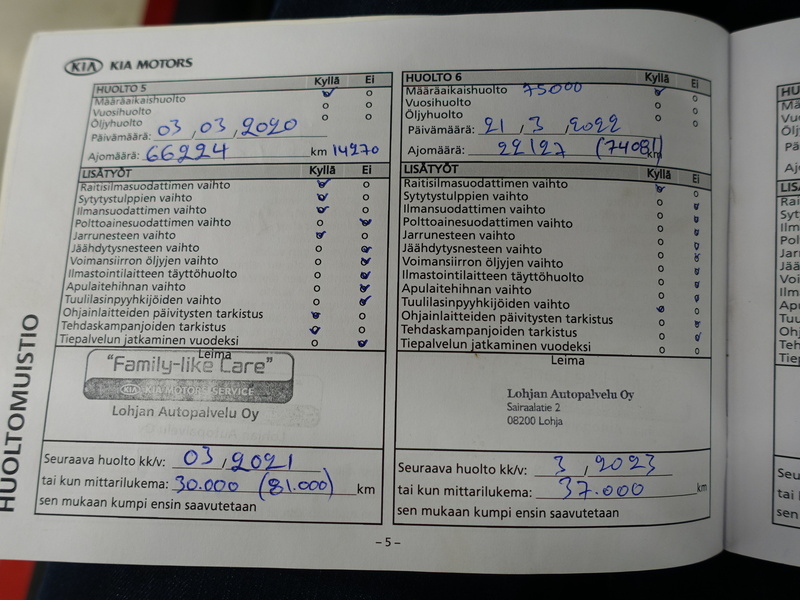 KIA KIA MOTORS
HUOLTO 5 Kyllä Ei
Määräaikaishuolto
Vuosihuolto
Öljyhuolto
Päivämäärä: 03,03,2020
Ajomäärä: 66224 km 14270
LISÄTYÖT
Raitisilmasuodattimen vaihto
Sytytystulppien vaihto
Ilmansuodattimen vaihto
Polttoainesuodattimen vaihto
Jarrunesteen vaihto
Jäähdytysnesteen vaihto
Voimansiirron öljyjen vaihto
Ilmastointilaitteen täyttöhuolto
Apulaitehihnan vaihto
Tuulilasinpyyhkijöiden vaihto
Ohjainlaitteiden päivitysten tarkistus
Tehdaskampanjoiden tarkistus
Tiepalvelun jatkaminen vuodeksi
Leima
"Family-like Care"
KIA KIA MOTORS SERVICE
Lohjan Autopalvelu Oy
Seuraava huolto kk/v: 03,2021
tai kun mittarilukema: 30.000 (81.000) km
sen mukaan kumpi ensin saavutetaan
HUOLTO 6 Kyllä Ei
Määräaikaishuolto 75000
Vuosihuolto
Öljyhuolto
Päivämäärä: 21,3,2022
Ajomäärä: 22127 (74081) km
LISÄTYÖT Kyllä Ei
Raitisilmasuodattimen vaihto
Sytytystulppien vaihto
Ilmansuodattimen vaihto
Polttoainesuodattimen vaihto
Jarrunesteen vaihto
Jäähdytysnesteen vaihto
Voimansiirron öljyjen vaihto
Ilmastointilaitteen täyttöhuolto
Apulaitehihnan vaihto
Tuulilasinpyyhkijöiden vaihto
Ohjainlaitteiden päivitysten tarkistus
Tehdaskampanjoiden tarkistus
Tiepalvelun jatkaminen vuodeksi
Leima
Lohjan Autopalvelu Oy
Sairaalatie 2
08200 Lohja
Seuraava huolto kk/v: 3,2023
tai kun mittarilukema: 37.000 km
sen mukaan kumpi ensin saavutetaan
HUOLTOMUISTIO
-5-